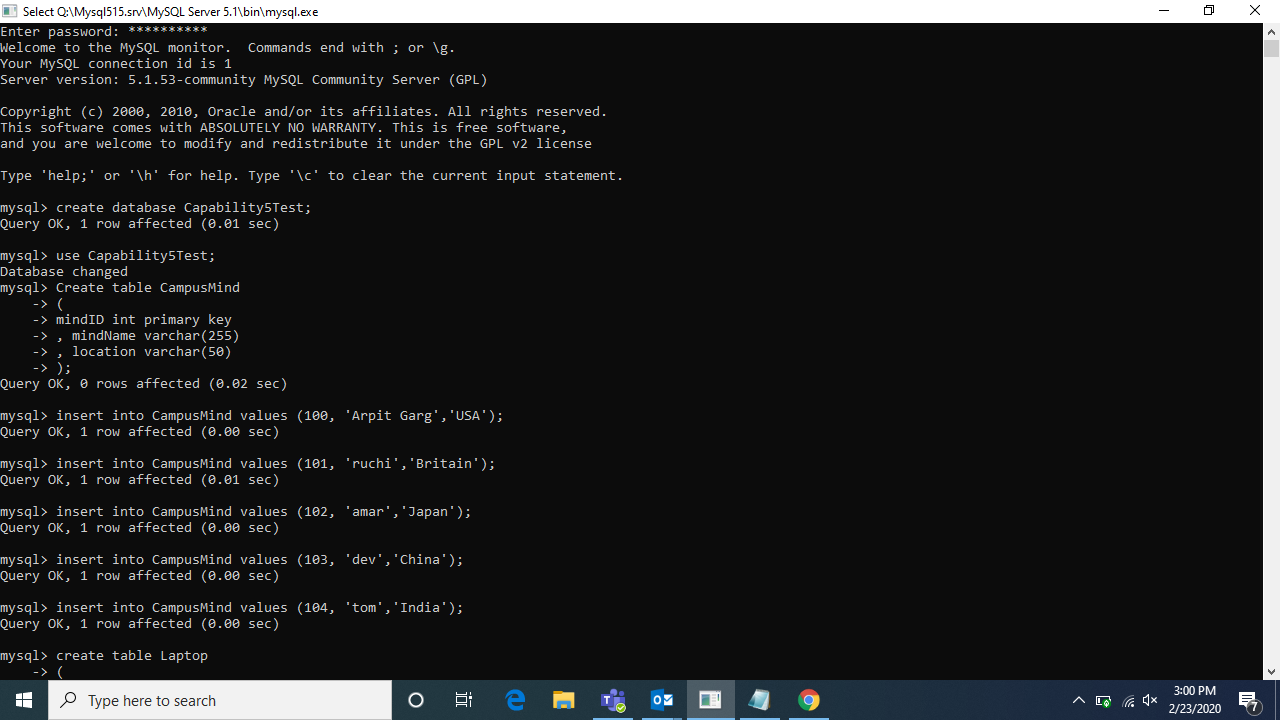 Select Q:\Mysql515.srv\MySQL Server 5.1\bin\mysql.exe
Enter password: **********
Welcome to the MySQL monitor.  Commands end with ; or \g.
Your MySQL connection id is 1
Server version: 5.1.53-community MySQL Community Server (GPL)
Copyright (c) 2000, 2010, Oracle and/or its affiliates. All rights reserved.
This software comes with ABSOLUTELY NO WARRANTY. This is free software,
and you are welcome to modify and redistribute it under the GPL v2 license
Type 'help;' or '\h' for help. Type '\c' to clear the current input statement.
mysql> create database Capability5Test;
Query OK, 1 row affected (0.01 sec)
mysql> use Capability5Test;
Database changed
mysql> Create table CampusMind
    -> (
    -> mindID int primary key
    -> , mindName varchar(255)
    -> , location varchar(50)
    -> );
Query OK, 0 rows affected (0.02 sec)
mysql> insert into CampusMind values (100, 'Arpit Garg','USA');
Query OK, 1 row affected (0.00 sec)
mysql> insert into CampusMind values (101, 'ruchi','Britain');
Query OK, 1 row affected (0.01 sec)
mysql> insert into CampusMind values (102, 'amar','Japan');
Query OK, 1 row affected (0.00 sec)
mysql> insert into CampusMind values (103, 'dev','China');
Query OK, 1 row affected (0.00 sec)
mysql> insert into CampusMind values (104, 'tom','India');
Query OK, 1 row affected (0.00 sec)
mysql> create table Laptop
    -> (
Type here to search
3:00 PM
2/23/2020
7